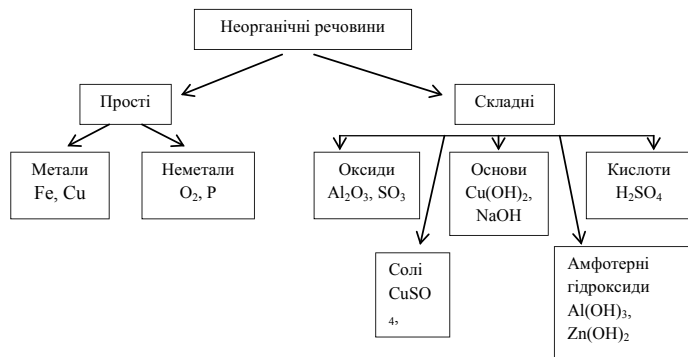 Неорганічні речовини
Прості
Складні
Метали
Fe, Cu
Неметали
O₂, P
Оксиди
Al₂O₃, SO₃
Основи
Cu(OH)₂,
NaOH
Кислоти
H₂SO₄
Солі
CuSO
₄,
Амфотерні
гідроксиди
Al(OH)₃,
Zn(OH)₂